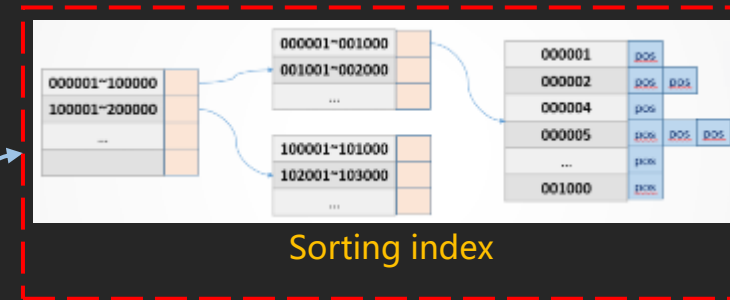 000001~100000
100001~200000
...
000001~001000
001001~002000
...
100001~101000
102001~103000
...
000001 pos
000002 pos pos
000004 pos
000005 pos pos pos
... pos
001000 pos
Sorting index